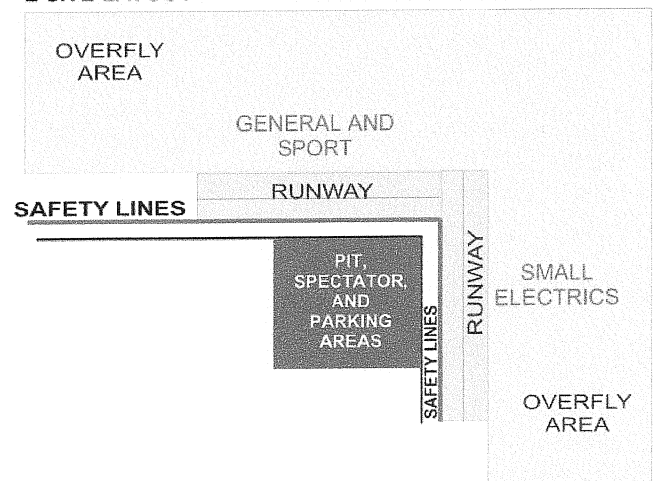 OVERFLY
AREA
GENERAL AND
SPORT
RUNWAY
SAFETY LINES
PIT,
SPECTATOR,
AND
PARKING
AREAS
SAFETY LINES
RUNWAY
SMALL
ELECTRICS
OVERFLY
AREA